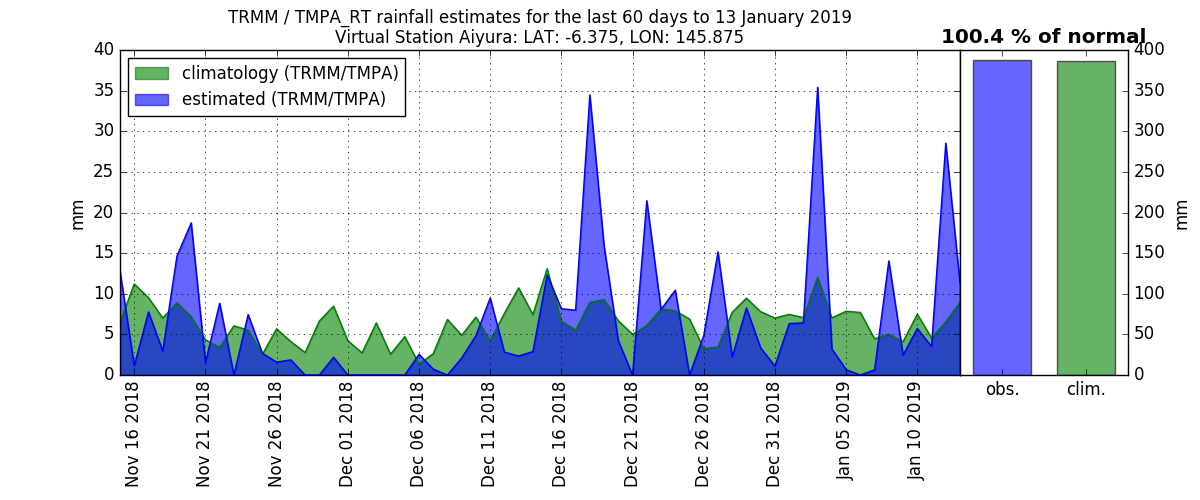 TRMM / TMPA_RT rainfall estimates for the last 60 days to 13 January 2019
Virtual Station Aiyura: LAT: -6.375, LON: 145.875
100.4 % of normal
climatology (TRMM/TMPA)
estimated (TRMM/TMPA)
mm
40
35
30
25
20
15
10
5
0
Nov 16 2018
Nov 21 2018
Nov 26 2018
Dec 01 2018
Dec 06 2018
Dec 11 2018
Dec 16 2018
Dec 21 2018
Dec 26 2018
Dec 31 2018
Jan 05 2019
Jan 10 2019
obs.
clim.
400
350
300
250
200
150
100
50
0
mm